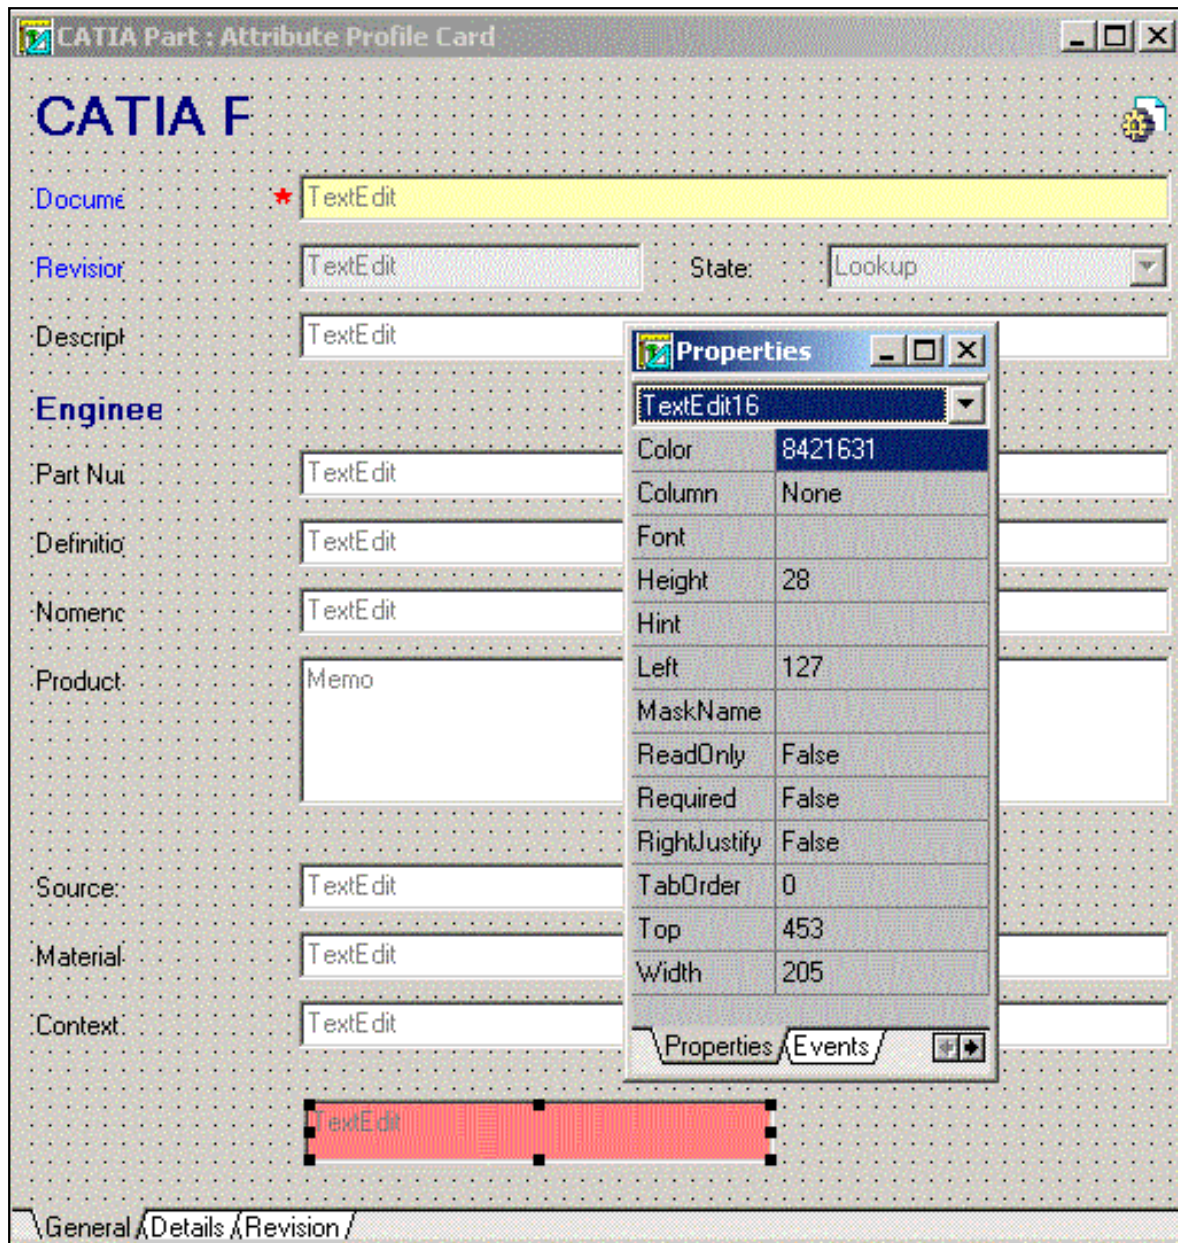 CATIA Part : Attribute Profile Card
CATIA F
Docume
* TextEdit
Revision
TextEdit
State:
Lookup
Descript
TextEdit
Enginee
Part Nu
TextEdit
Definitio
TextEdit
Nomenc
TextEdit
Product
Memo
Source:
TextEdit
Material
TextEdit
Context:
TextEdit
TextEdit
General Details Revision
Properties
TextEdit16
Color 8421631
Column None
Font
Height 28
Hint
Left 127
MaskName
ReadOnly False
Required False
RightJustify False
TabOrder 0
Top 453
Width 205
Properties Events